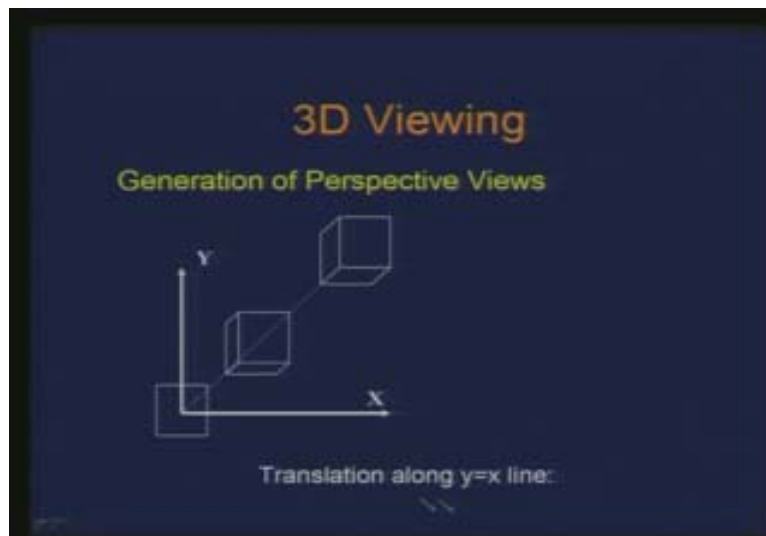 3D Viewing
Generation of Perspective Views
Y
X
Translation along y=x line: